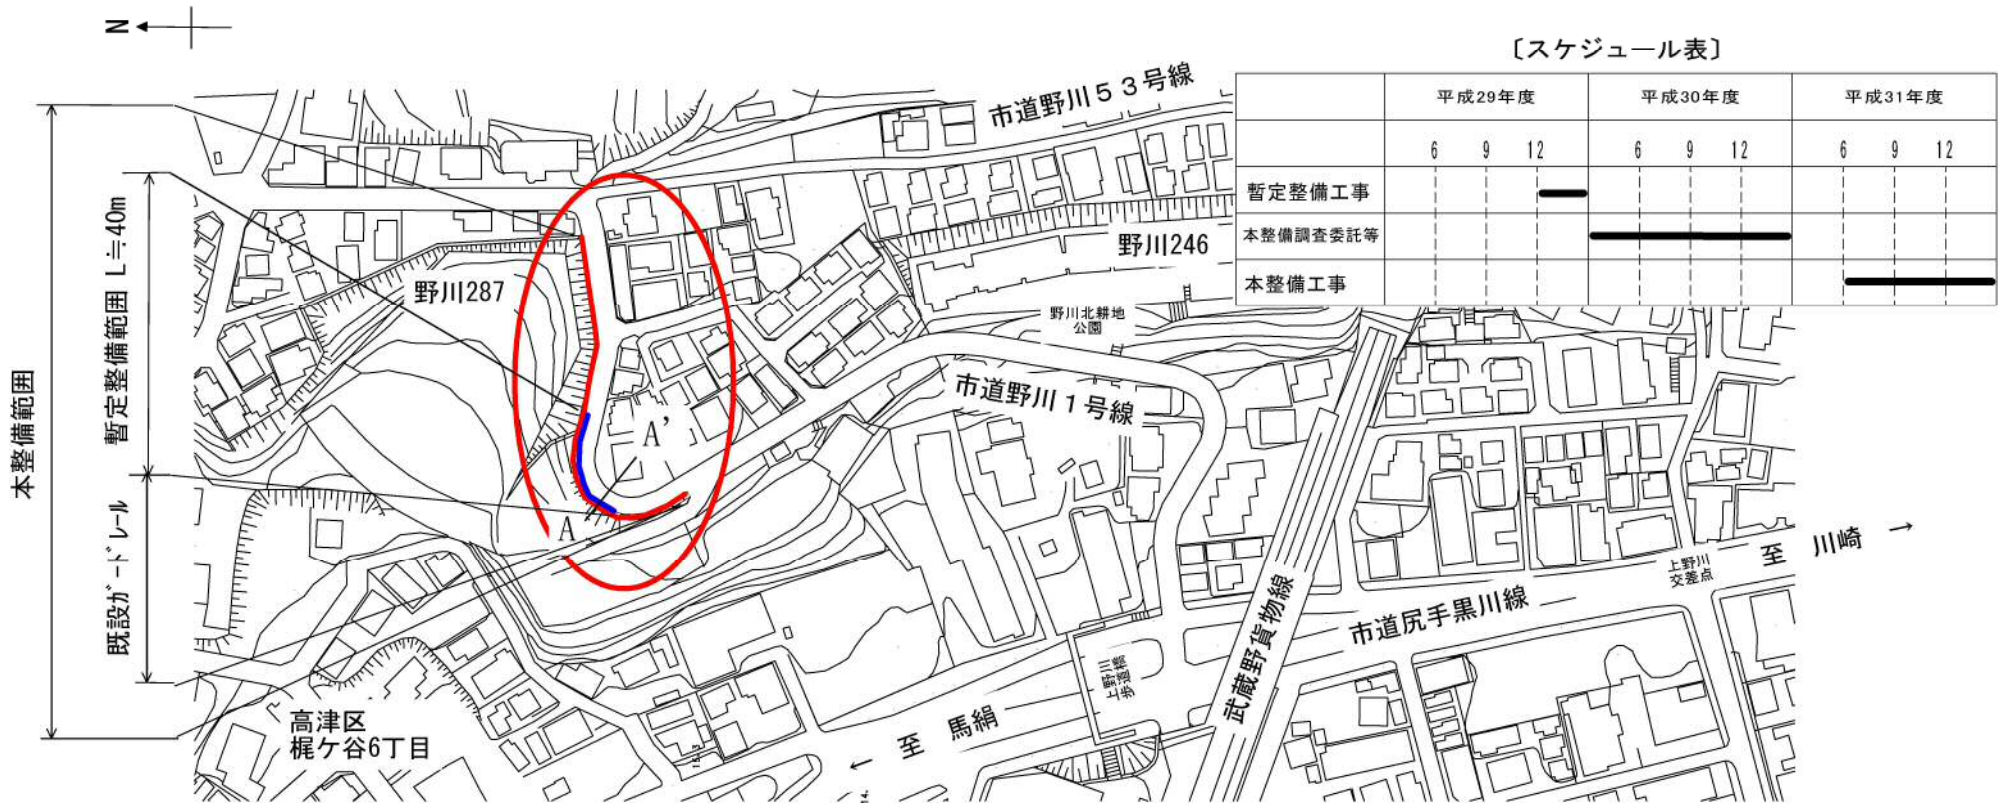 N
〔スケジュール表〕
平成29年度
平成30年度
平成31年度
6 9 12
6 9 12
6 9 12
暫定整備工事
本整備調査委託等
本整備工事
市道野川53号線
本整備範囲
暫定整備範囲 L≒40m
既設ガードレール
野川287
野川246
野川北耕地
公園
市道野川1号線
A'
A
武蔵野貨物線
市道尻手黒川線
上野川
交差点
至 川崎 →
上野川
歩道橋
← 至 馬絹
高津区
梶ケ谷6丁目